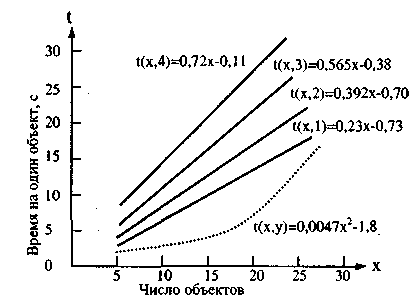 t
30
25
20
15
10
5
0
Время на один объект, с
t(x,4)=0,72x-0,11
t(x,3)=0,565x-0,38
t(x,2)=0,392x-0,70
t(x,1)=0,23x-0,73
t(x,y)=0,0047x²-1,8
5 10 15 20 25 30 x
Число объектов